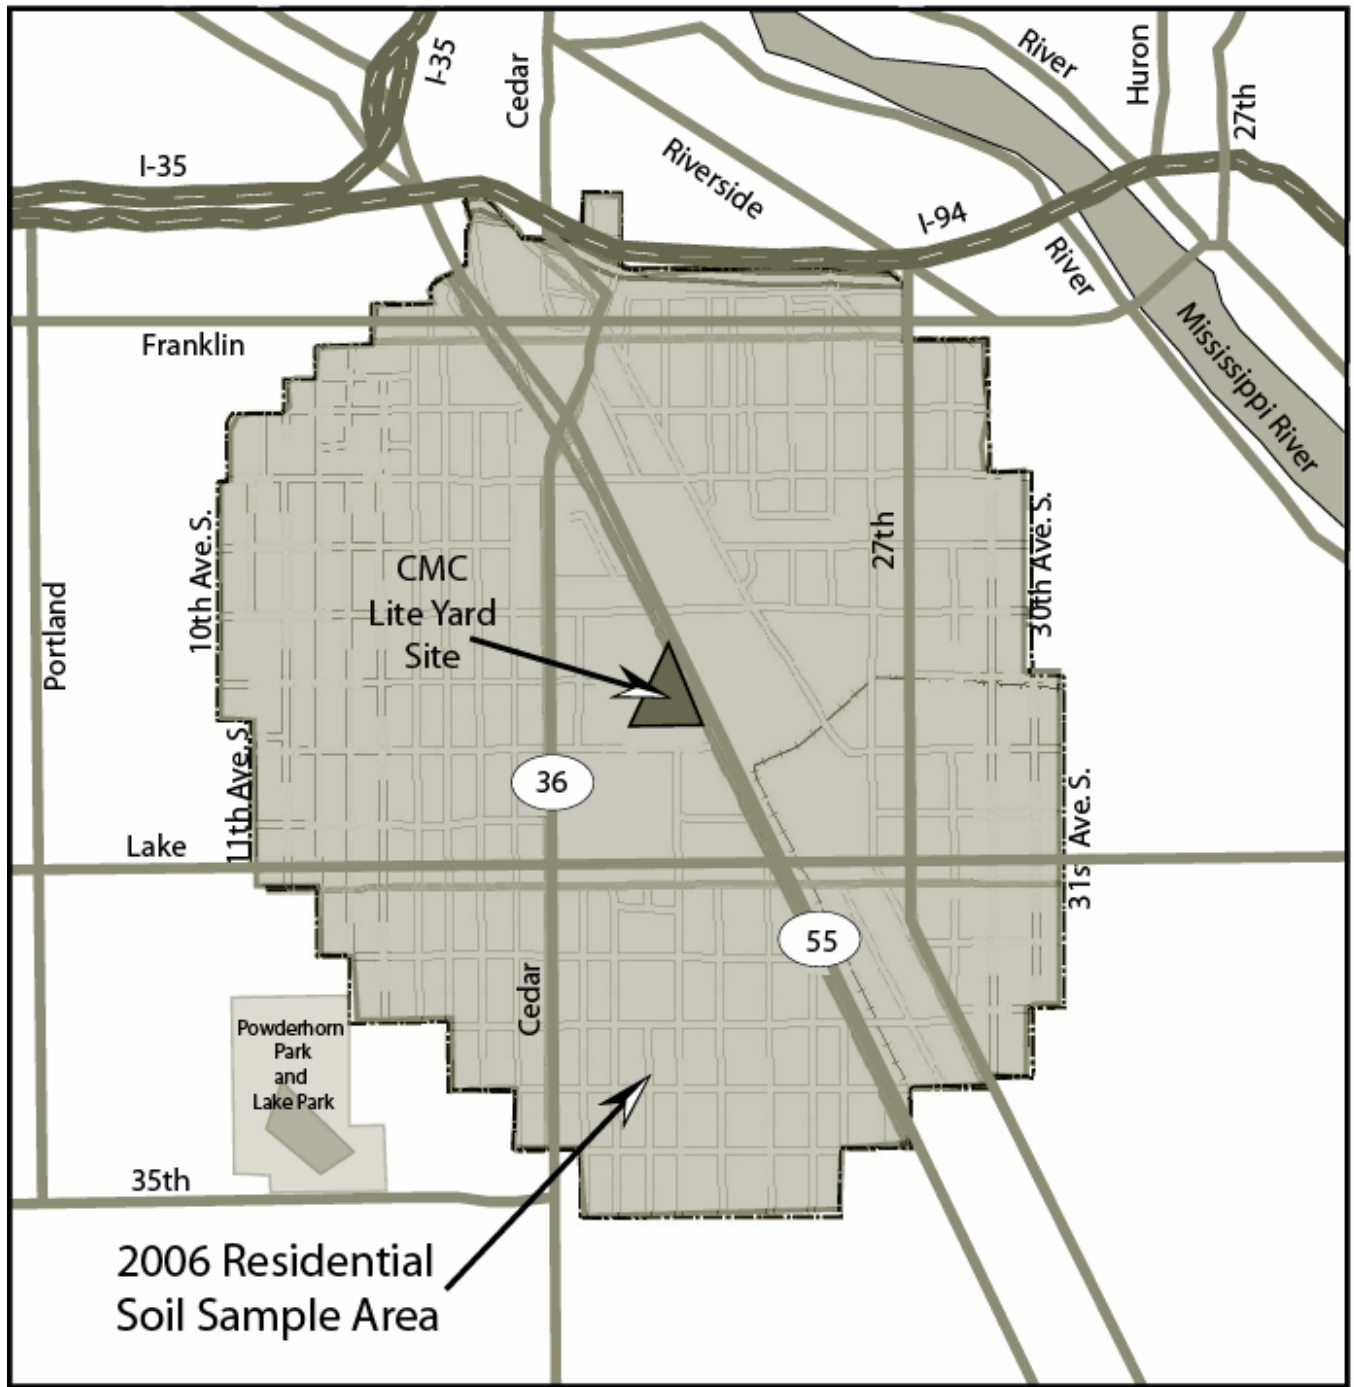 I-35
Cedar
River
Huron
27th
I-35
Riverside
I-94
River
Franklin
Mississippi River
10th Ave. S.
CMC
Lite Yard
Site
27th
30th Ave. S.
Portland
36
11th Ave. S.
Lake
31st Ave. S.
55
Cedar
Powderhorn
Park
and
Lake Park
35th
2006 Residential
Soil Sample Area